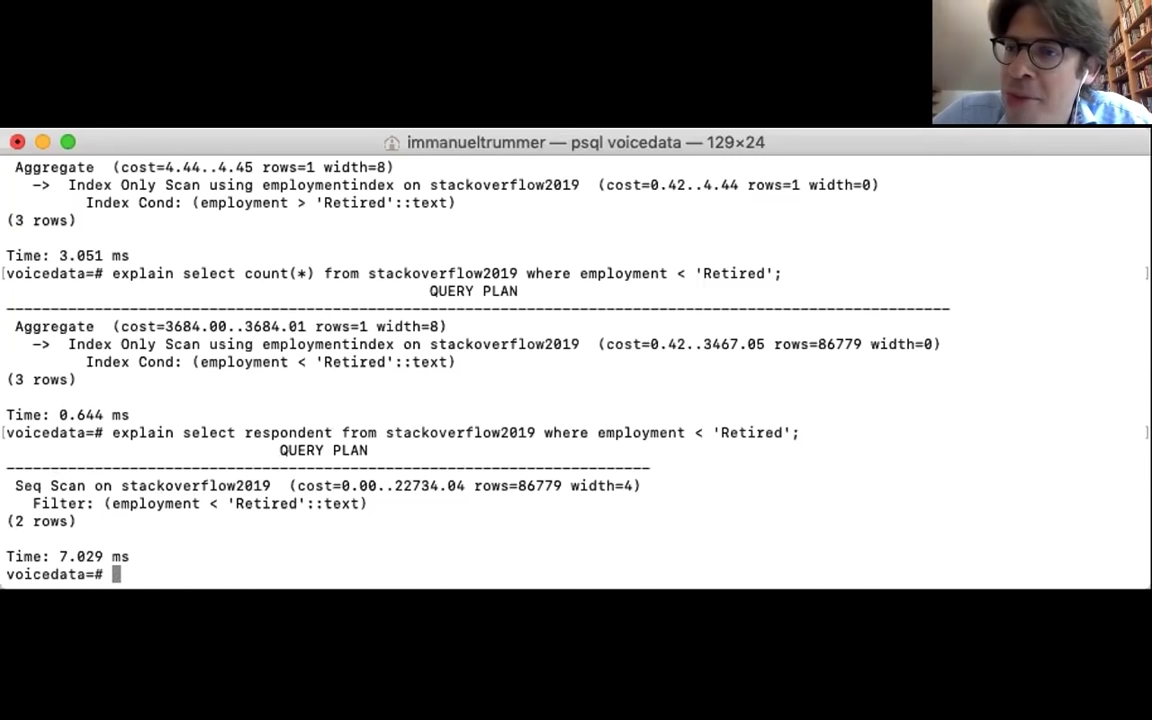 immanueltrummer — psql voicedata — 129×24
Aggregate  (cost=4.44..4.45 rows=1 width=8)
->  Index Only Scan using employmentindex on stackoverflow2019  (cost=0.42..4.44 rows=1 width=0)
Index Cond: (employment > 'Retired'::text)
(3 rows)
Time: 3.051 ms
[voicedata=# explain select count(*) from stackoverflow2019 where employment < 'Retired'; ]
QUERY PLAN
Aggregate  (cost=3684.00..3684.01 rows=1 width=8)
->  Index Only Scan using employmentindex on stackoverflow2019  (cost=0.42..3467.05 rows=86779 width=0)
Index Cond: (employment < 'Retired'::text)
(3 rows)
Time: 0.644 ms
[voicedata=# explain select respondent from stackoverflow2019 where employment < 'Retired'; ]
QUERY PLAN
Seq Scan on stackoverflow2019  (cost=0.00..22734.04 rows=86779 width=4)
Filter: (employment < 'Retired'::text)
(2 rows)
Time: 7.029 ms
voicedata=#